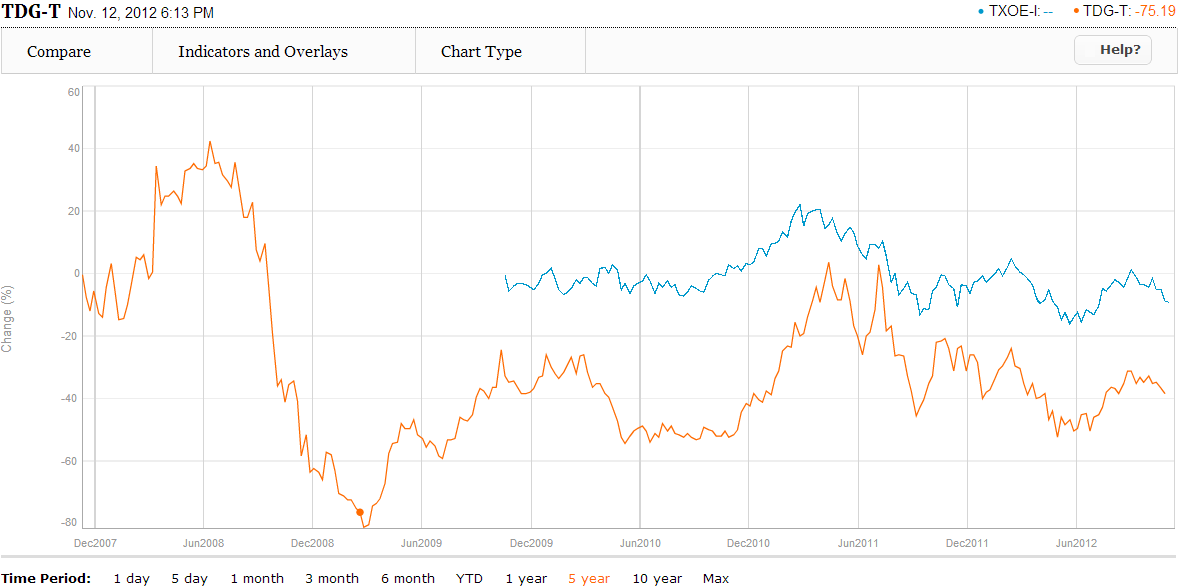 TDG-T Nov. 12, 2012 6:13 PM • TXOE-I: -- • TDG-T: -75.19
Compare Indicators and Overlays Chart Type Help?
60
40
20
0
-20
-40
-60
-80
Change (%)
Dec2007 Jun2008 Dec2008 Jun2009 Dec2009 Jun2010 Dec2010 Jun2011 Dec2011 Jun2012
Time Period: 1 day 5 day 1 month 3 month 6 month YTD 1 year 5 year 10 year Max